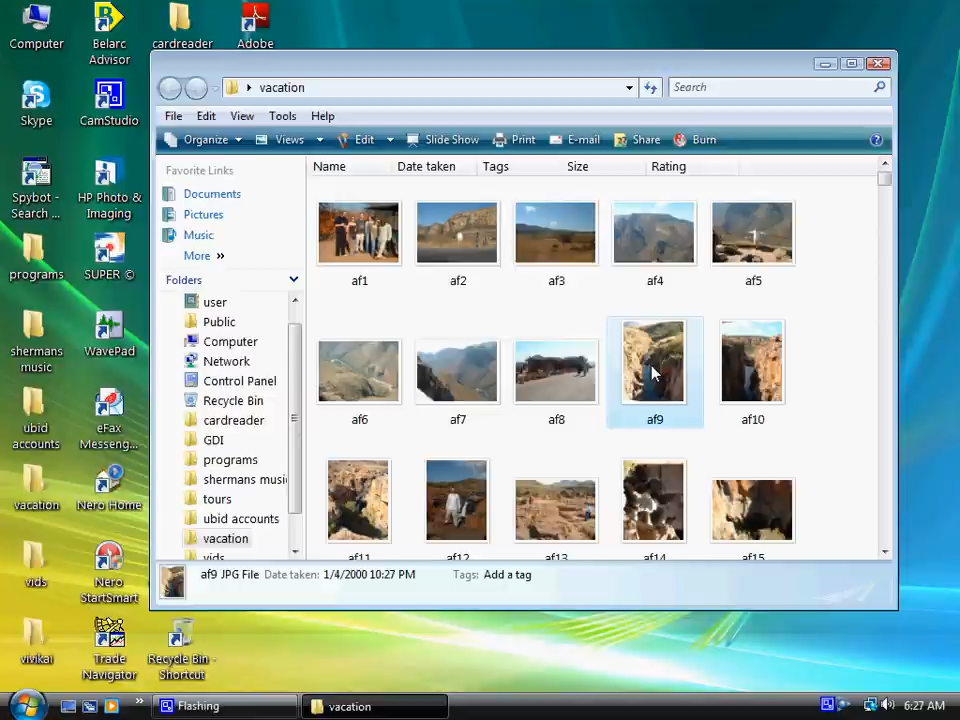 Computer
Belarc
Advisor
cardreader
Adobe
Skype
CamStudio
Spybot -
Search ...
HP Photo &
Imaging
programs
SUPER ©
shermans
music
WavePad
ubid
accounts
eFax
Messeng...
vacation
Nero Home
vids
Nero
StartSmart
vivikai
Trade
Navigator
Recycle Bin -
Shortcut
vacation
Search
File Edit View Tools Help
Organize Views Edit Slide Show Print E-mail Share Burn
Favorite Links
Documents
Pictures
Music
More »
Folders
user
Public
Computer
Network
Control Panel
Recycle Bin
cardreader
GDI
programs
shermans musi
tours
ubid accounts
vacation
vids
Name Date taken Tags Size Rating
af1 af2 af3 af4 af5
af6 af7 af8 af9 af10
af11 af12 af13 af14 af15
af9 JPG File Date taken: 1/4/2000 10:27 PM Tags: Add a tag
Flashing
vacation
6:27 AM